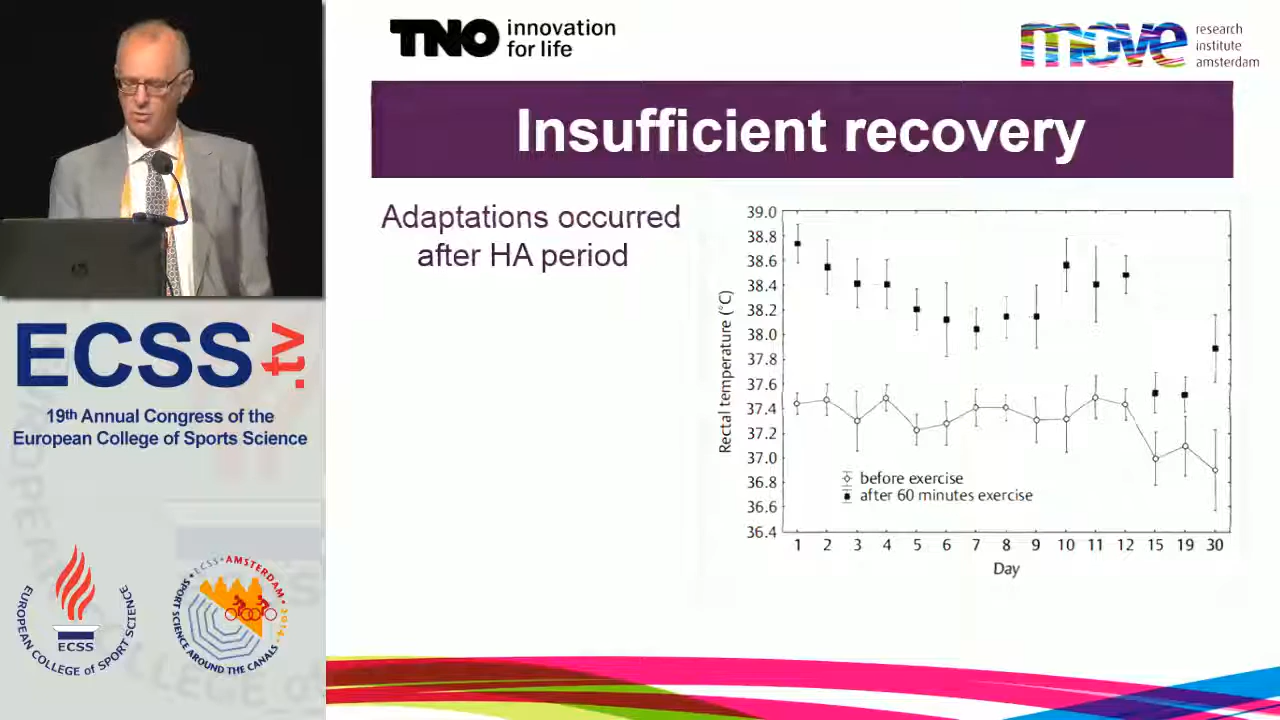 TNO innovation
for life
move research
institute
amsterdam
Insufficient recovery
Adaptations occurred
after HA period
39.0
38.8
38.6
38.4
38.2
38.0
37.8
37.6
37.4
37.2
37.0
36.8
36.6
36.4
Rectal temperature (°C)
before exercise
after 60 minutes exercise
1 2 3 4 5 6 7 8 9 10 11 12 15 19 30
Day
ECSS.tv
19th Annual Congress of the
European College of Sports Science
EUROPEAN COLLEGE of SPORT SCIENCE
ECSS
ECSS • AMSTERDAM • 2014 •
SPORT SCIENCE AROUND THE CANALS